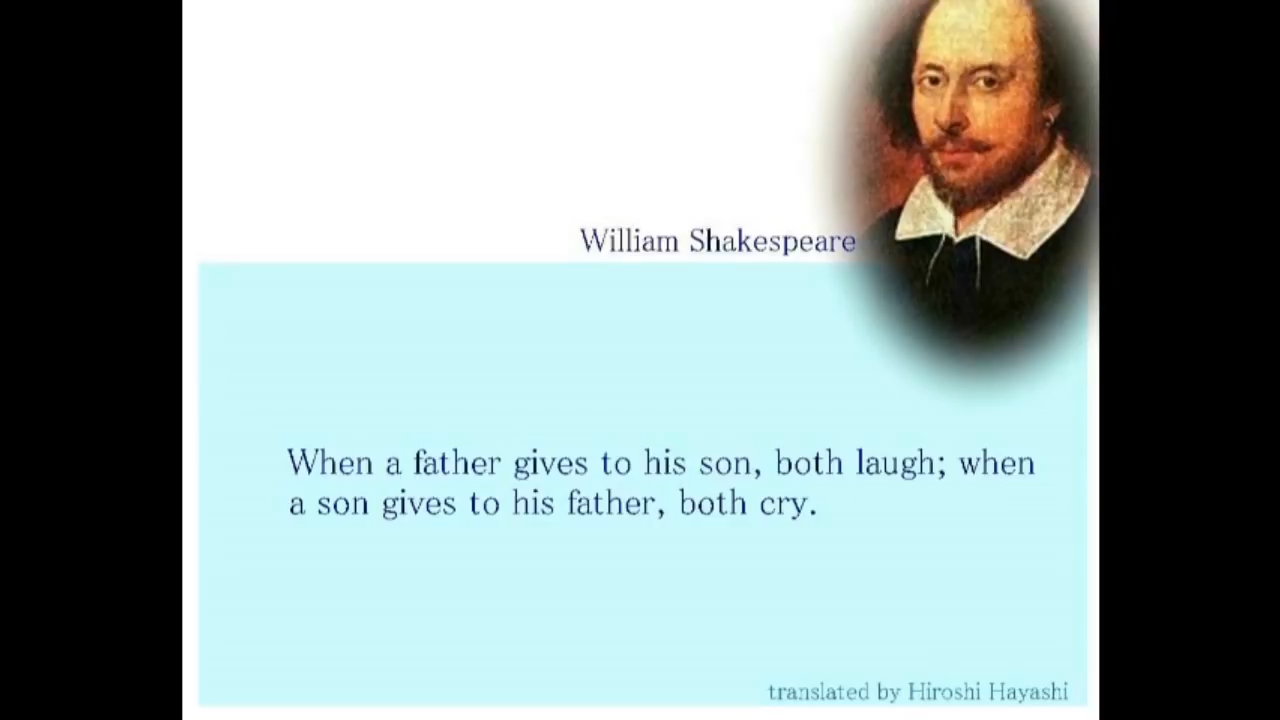 William Shakespeare
When a father gives to his son, both laugh; when
a son gives to his father, both cry.
translated by Hiroshi Hayashi